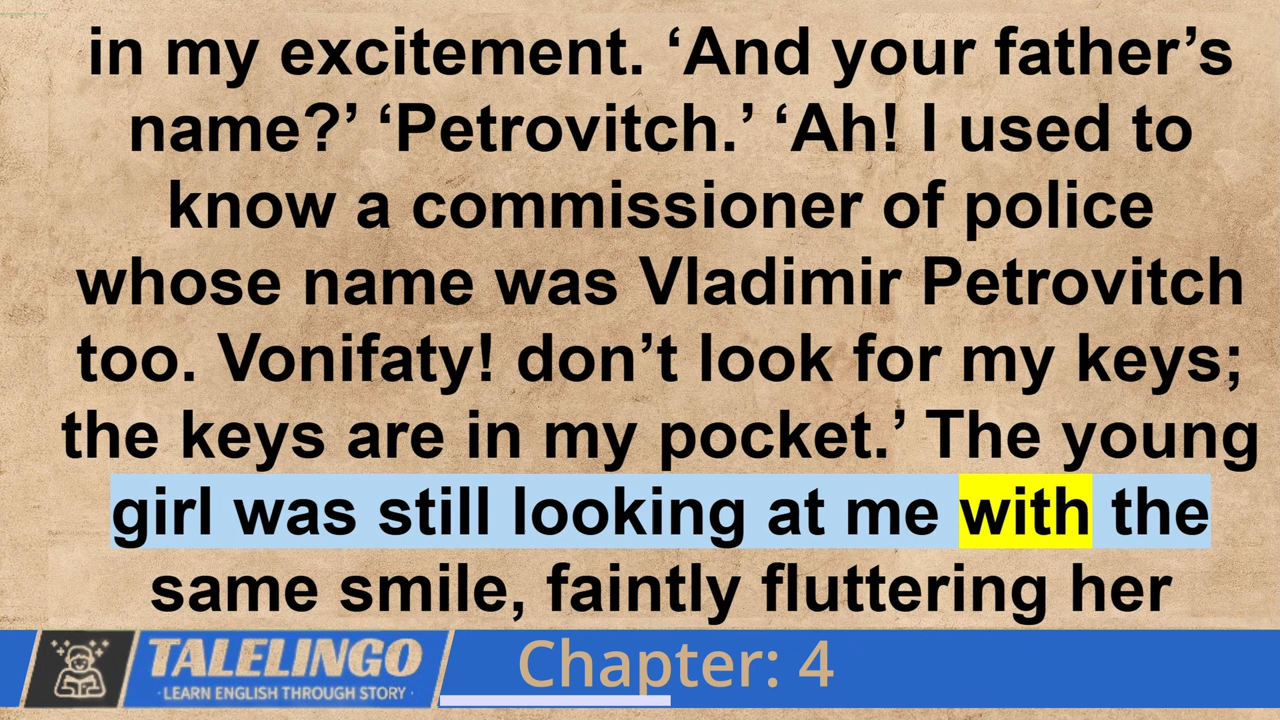 in my excitement. ‘And your father’s
name?’ ‘Petrovitch.’ ‘Ah! I used to
know a commissioner of police
whose name was Vladimir Petrovitch
too. Vonifaty! don’t look for my keys;
the keys are in my pocket.’ The young
girl was still looking at me with the
same smile, faintly fluttering her
TALELINGO
· LEARN ENGLISH THROUGH STORY ·
Chapter: 4